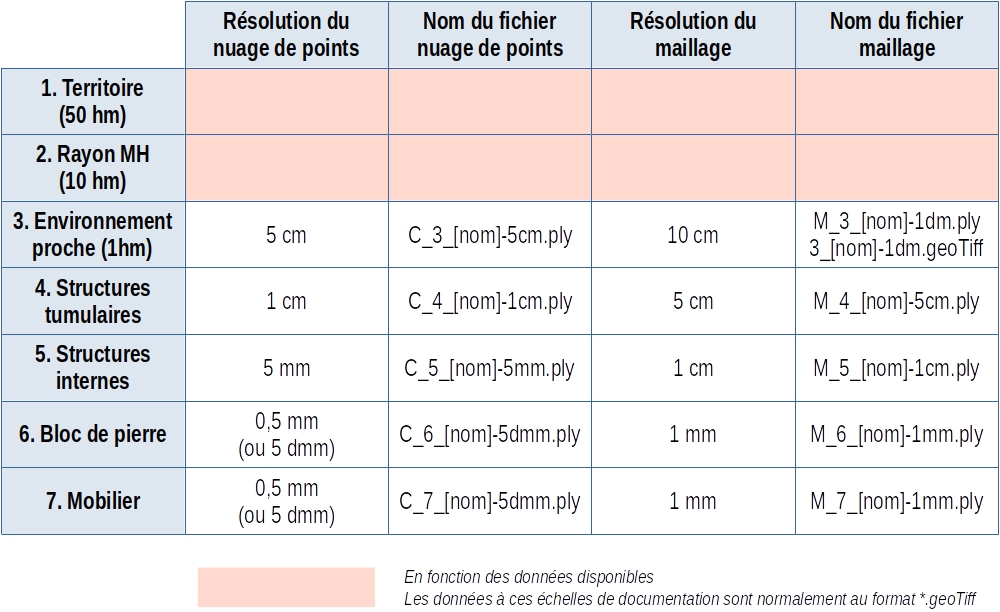 Résolution du
nuage de points
Nom du fichier
nuage de points
Résolution du
maillage
Nom du fichier
maillage
1. Territoire
(50 hm)
2. Rayon MH
(10 hm)
3. Environnement
proche (1hm)
5 cm
C_3_[nom]-5cm.ply
10 cm
M_3_[nom]-1dm.ply
3_[nom]-1dm.geoTiff
4. Structures
tumulaires
1 cm
C_4_[nom]-1cm.ply
5 cm
M_4_[nom]-5cm.ply
5. Structures
internes
5 mm
C_5_[nom]-5mm.ply
1 cm
M_5_[nom]-1cm.ply
6. Bloc de pierre
0,5 mm
(ou 5 dmm)
C_6_[nom]-5dmm.ply
1 mm
M_6_[nom]-1mm.ply
7. Mobilier
0,5 mm
(ou 5 dmm)
C_7_[nom]-5dmm.ply
1 mm
M_7_[nom]-1mm.ply
En fonction des données disponibles
Les données à ces échelles de documentation sont normalement au format *.geoTiff